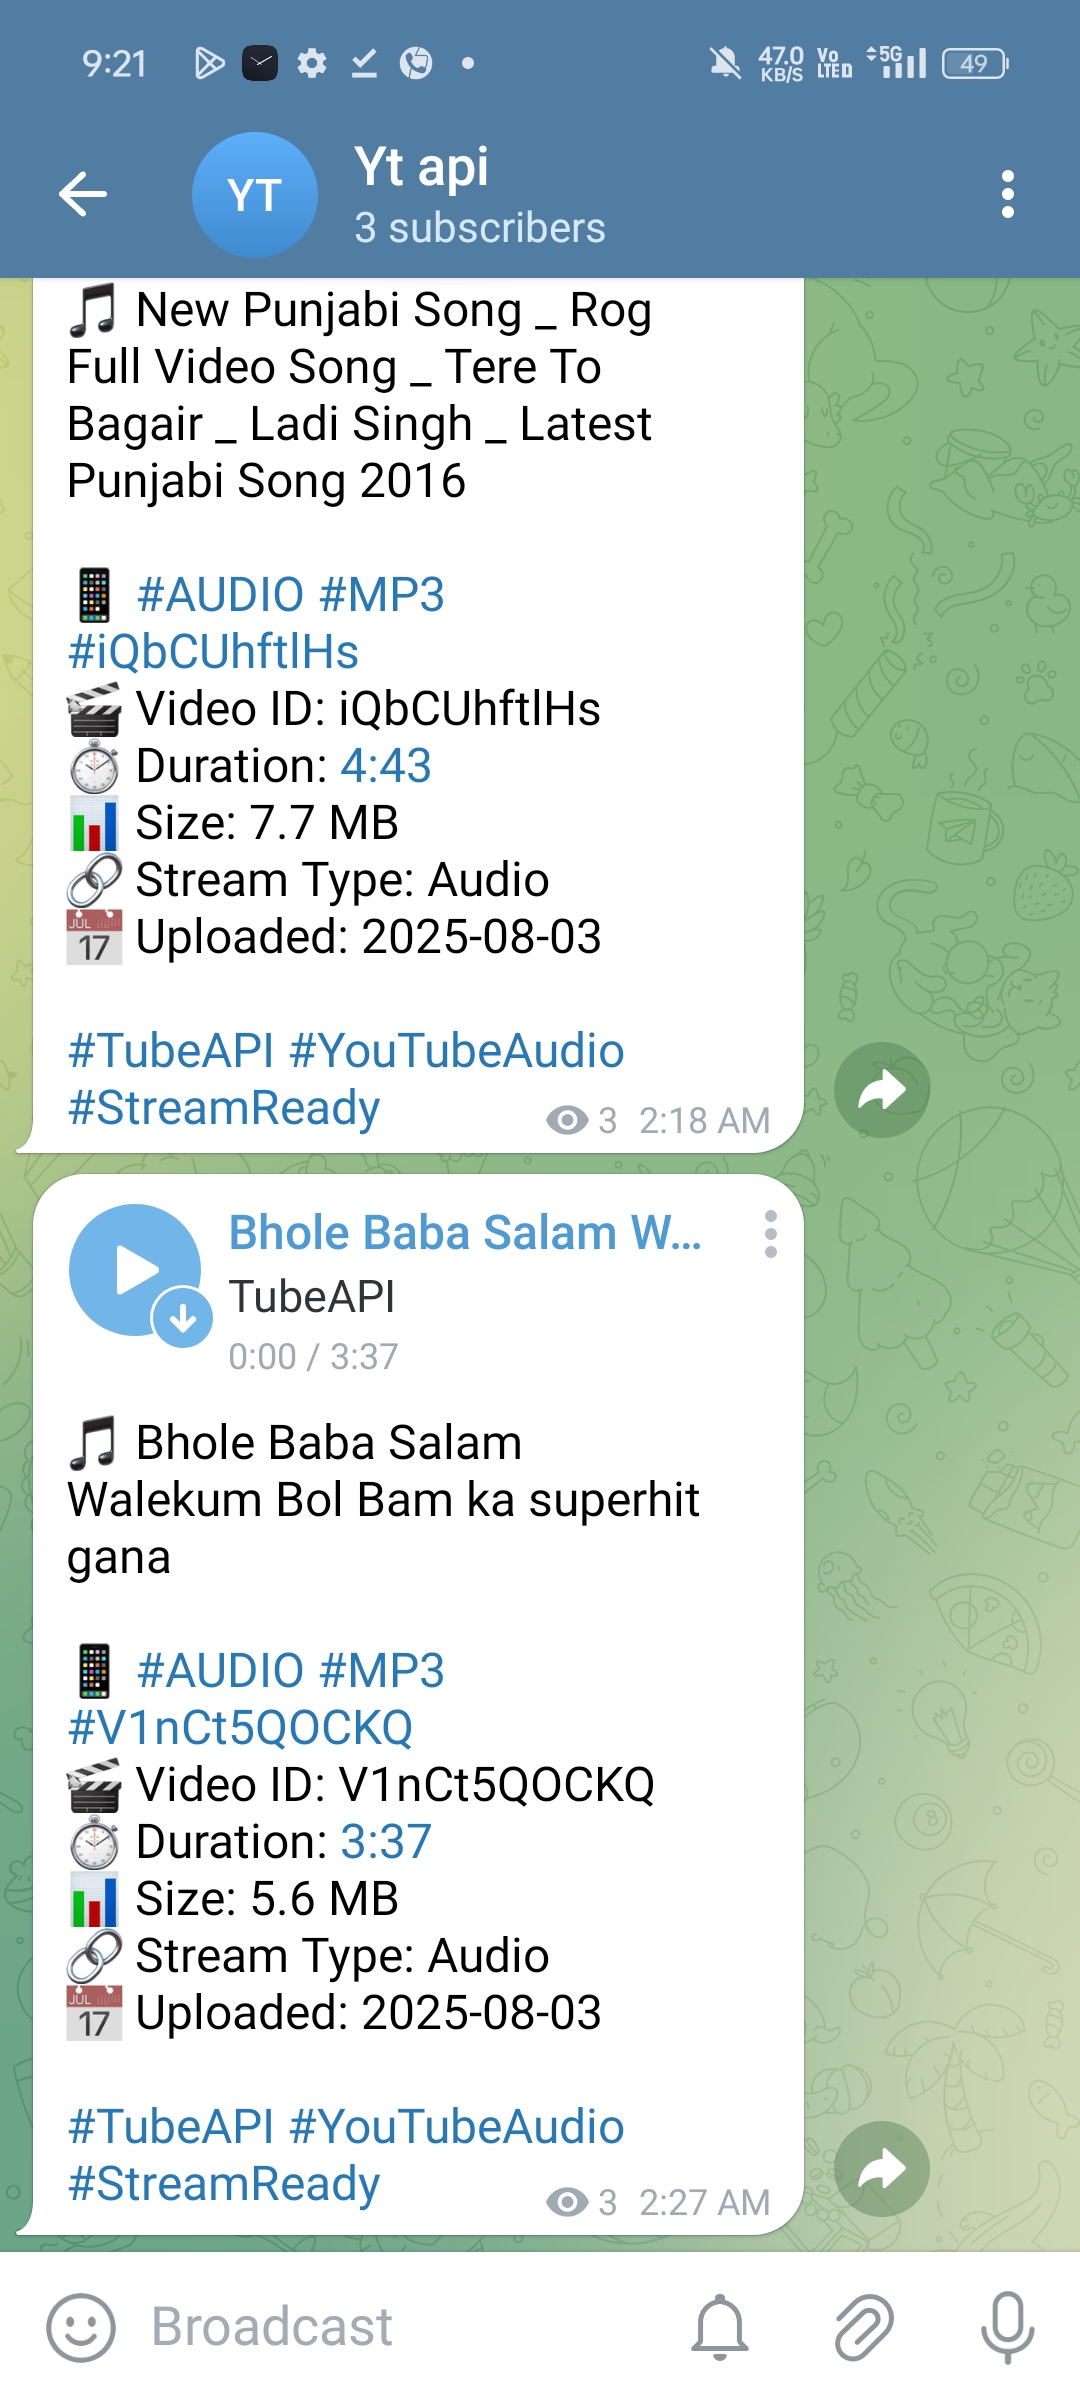 9:21
47.0
KB/S
Vo
LTE D
5G
49
YT
Yt api
3 subscribers
🎵 New Punjabi Song _ Rog
Full Video Song _ Tere To
Bagair _ Ladi Singh _ Latest
Punjabi Song 2016
📱 #AUDIO #MP3
#iQbCUhftlHs
🎬 Video ID: iQbCUhftlHs
⏱ Duration: 4:43
📊 Size: 7.7 MB
🔗 Stream Type: Audio
📅 Uploaded: 2025-08-03
#TubeAPI #YouTubeAudio
#StreamReady
3 2:18 AM
Bhole Baba Salam W...
TubeAPI
0:00 / 3:37
🎵 Bhole Baba Salam
Walekum Bol Bam ka superhit
gana
📱 #AUDIO #MP3
#V1nCt5QOCKQ
🎬 Video ID: V1nCt5QOCKQ
⏱ Duration: 3:37
📊 Size: 5.6 MB
🔗 Stream Type: Audio
📅 Uploaded: 2025-08-03
#TubeAPI #YouTubeAudio
#StreamReady
3 2:27 AM
Broadcast